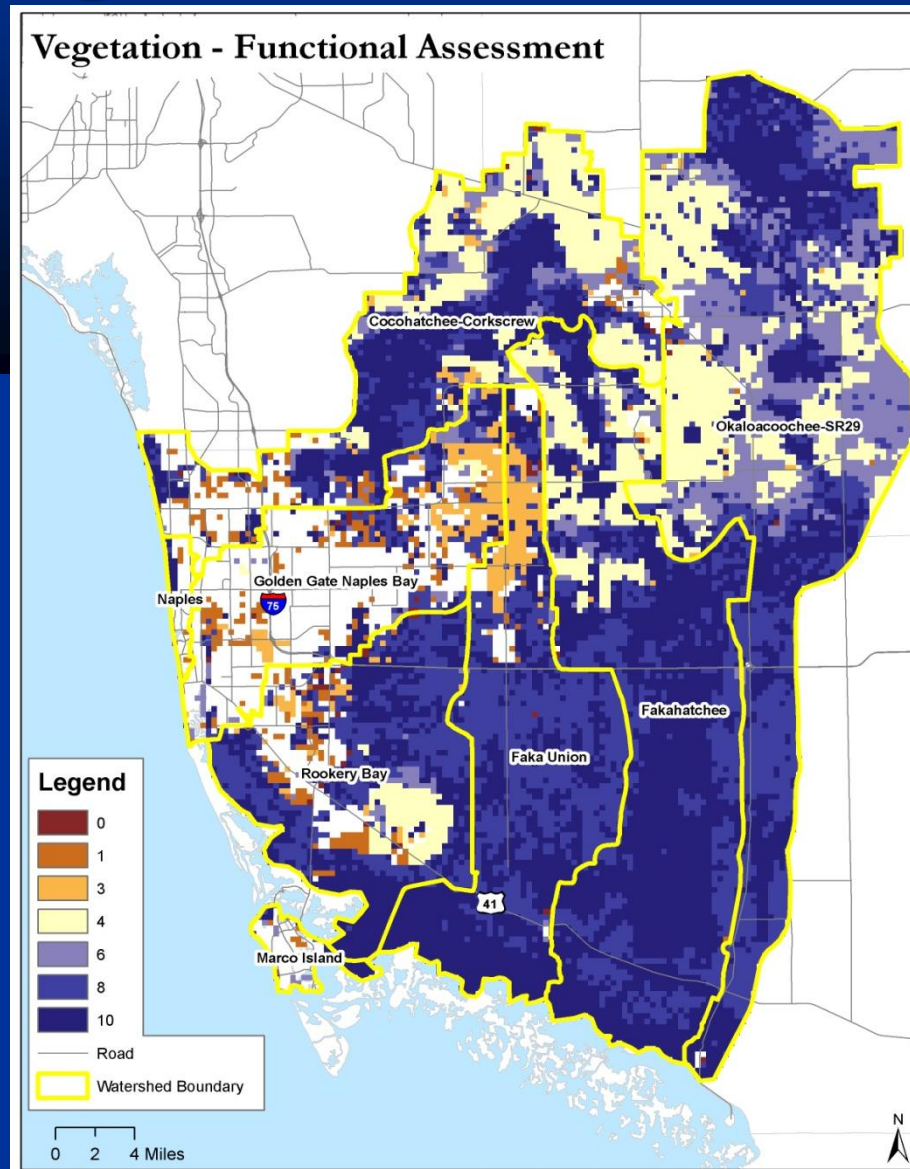 Vegetation - Functional Assessment
Cocohatchee-Corkscrew
Okaloacoochee-SR29
Golden Gate Naples Bay
Naples
75
Fakahatchee
Faka Union
Rookery Bay
41
Marco Island
Legend
0
1
3
4
6
8
10
Road
Watershed Boundary
0 2 4 Miles
N